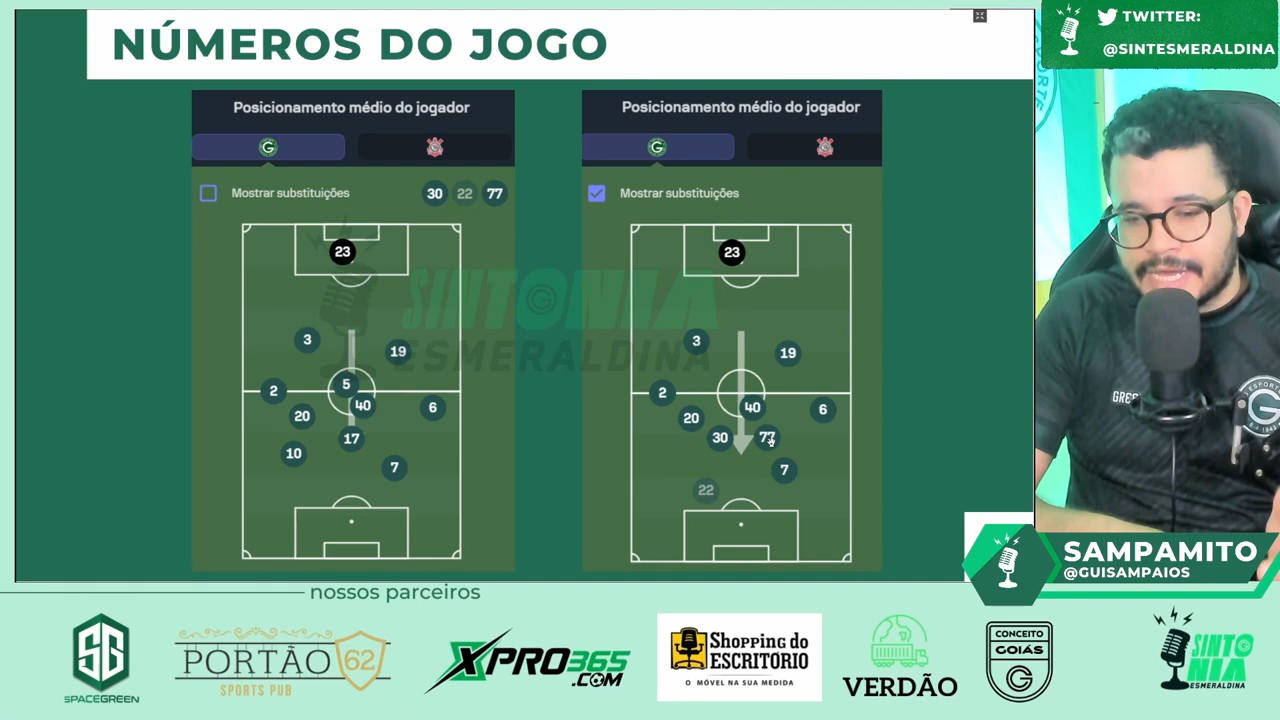 NÚMEROS DO JOGO
TWITTER:
@SINTESMERALDINA
Posicionamento médio do jogador
Mostrar substituições
30 22 77
23
3
19
5
2
40
6
20
17
10
7
Posicionamento médio do jogador
Mostrar substituições
23
3
19
2
40
6
20
30
77
7
22
SINTONIA
ESMERALDINA
SAMPAMITO
@GUISAMPAIOS
nossos parceiros
SG
SPACEGREEN
PORTÃO 62
SPORTS PUB
XPRO365
.COM
Shopping do
ESCRITÓRIO
O MÓVEL NA SUA MEDIDA
VERDÃO
CONCEITO
GOIÁS
G
SINTO
NIA
ESMERALDINA